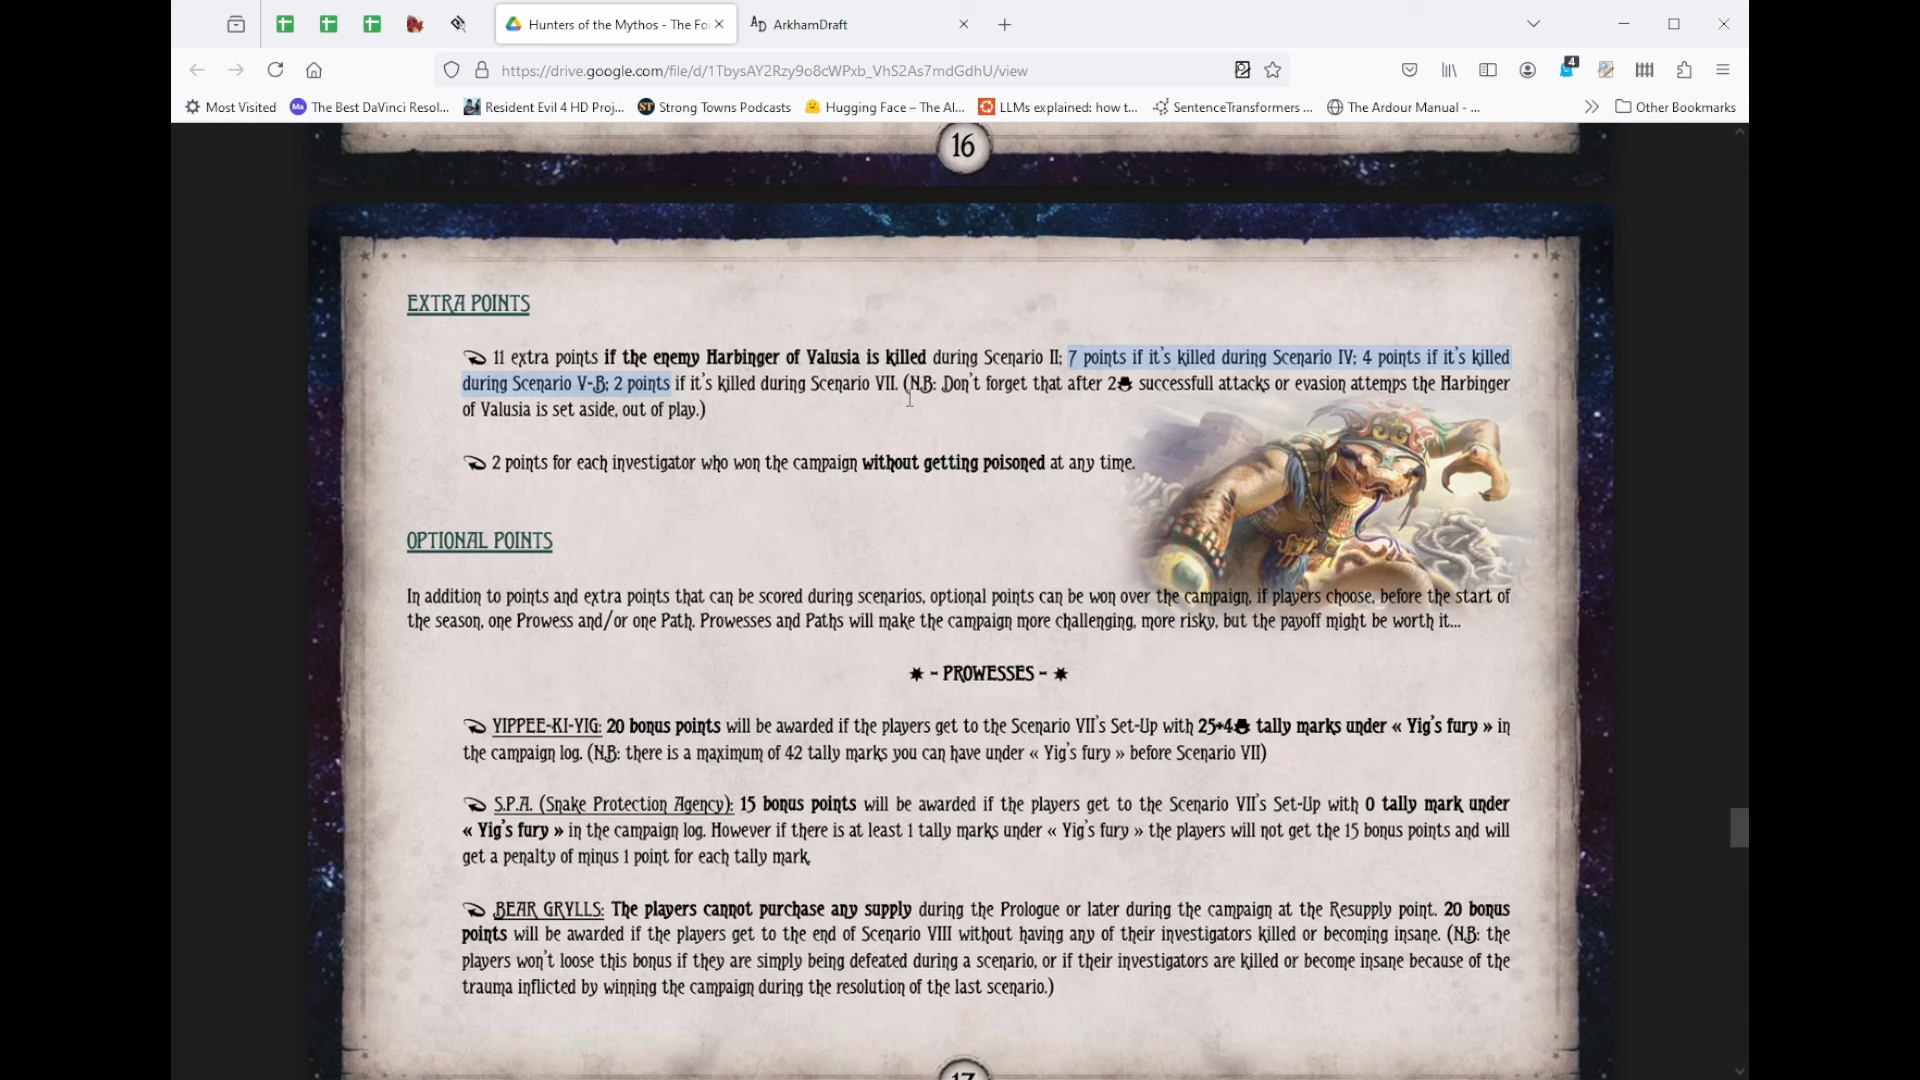 Hunters of the Mythos - The Fo
ArkhamDraft
https://drive.google.com/file/d/1TbysAY2Rzy9o8cWPxb_VhS2As7mdGdhU/view
4
Most Visited
The Best DaVinci Resol...
Resident Evil 4 HD Proj...
Strong Towns Podcasts
Hugging Face – The AI...
LLMs explained: how t...
SentenceTransformers ...
The Ardour Manual - ...
Other Bookmarks
16
EXTRA POINTS
11 extra points if the enemy Harbinger of Valusia is killed during Scenario II; 7 points if it's killed during Scenario IV; 4 points if it's killed
during Scenario V-B; 2 points if it's killed during Scenario VII. (N.B: Don't forget that after 2 successfull attacks or evasion attemps the Harbinger
of Valusia is set aside, out of play.)
2 points for each investigator who won the campaign without getting poisoned at any time.
OPTIONAL POINTS
In addition to points and extra points that can be scored during scenarios, optional points can be won over the campaign, if players choose, before the start of
the season, one Prowess and/or one Path. Prowesses and Paths will make the campaign more challenging, more risky, but the payoff might be worth it...
- PROWESSES -
YIPPEE-KI-YIG: 20 bonus points will be awarded if the players get to the Scenario VII's Set-Up with 25+4 tally marks under « Yig's fury » in
the campaign log. (N.B: there is a maximum of 42 tally marks you can have under « Yig's fury » before Scenario VII)
S.P.A. (Snake Protection Agency): 15 bonus points will be awarded if the players get to the Scenario VII's Set-Up with 0 tally mark under
« Yig's fury » in the campaign log. However if there is at least 1 tally marks under « Yig's fury » the players will not get the 15 bonus points and will
get a penalty of minus 1 point for each tally mark.
BEAR GRYLLS: The players cannot purchase any supply during the Prologue or later during the campaign at the Resupply point. 20 bonus
points will be awarded if the players get to the end of Scenario VIII without having any of their investigators killed or becoming insane. (N.B: the
players won't loose this bonus if they are simply being defeated during a scenario, or if their investigators are killed or become insane because of the
trauma inflicted by winning the campaign during the resolution of the last scenario.)
17